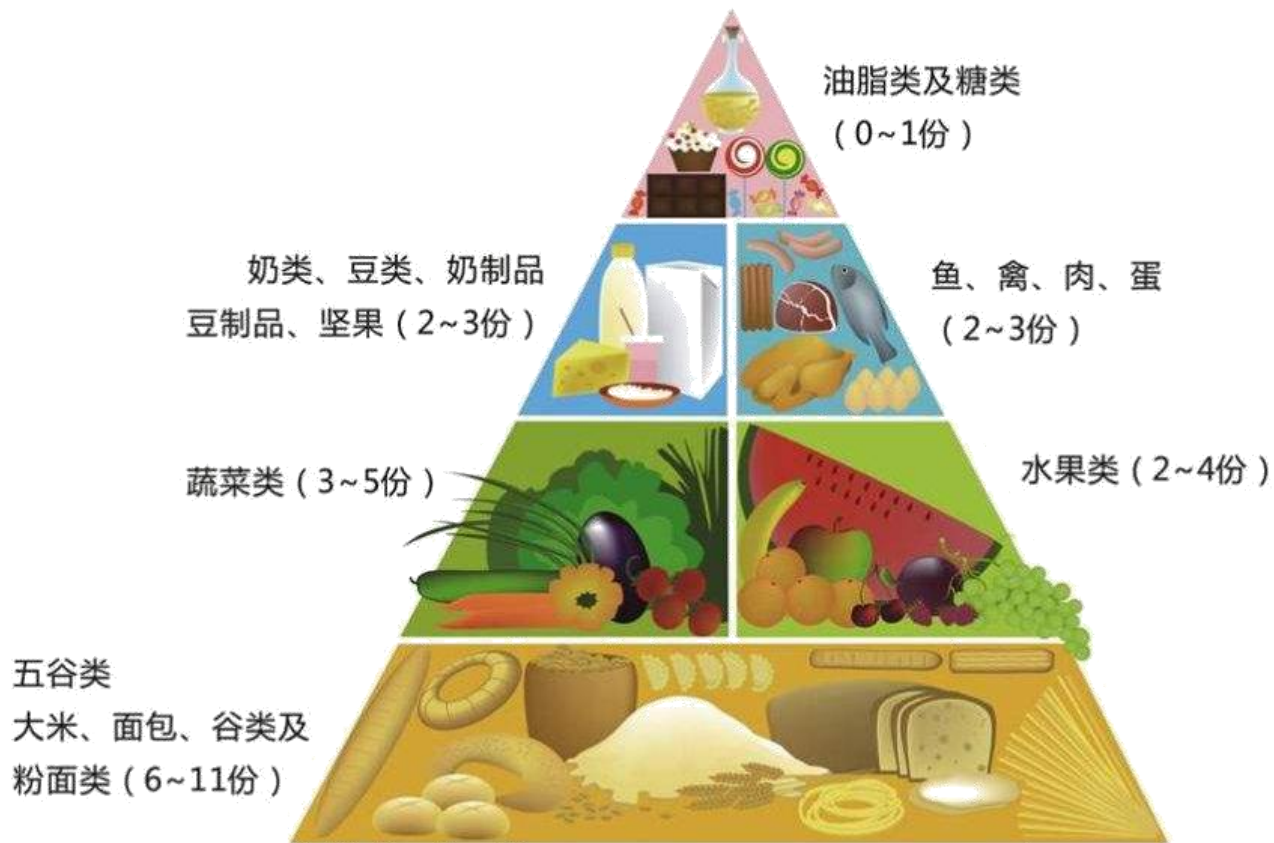 油脂类及糖类
（0~1份）
奶类、豆类、奶制品
豆制品、坚果（2~3份）
鱼、禽、肉、蛋
（2~3份）
蔬菜类（3~5份）
水果类（2~4份）
五谷类
大米、面包、谷类及
粉面类（6~11份）